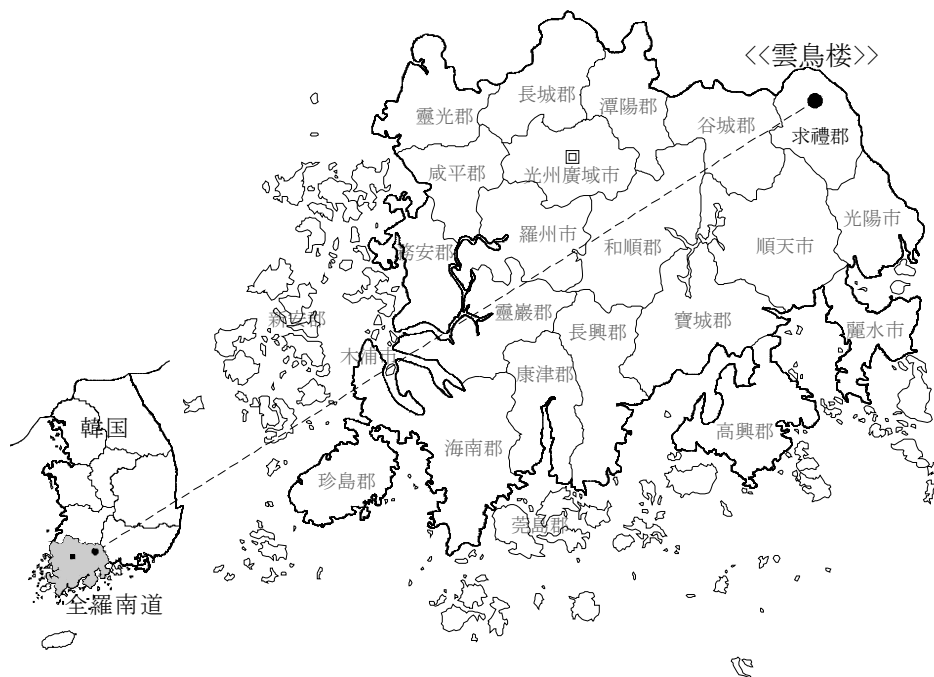 <<雲鳥楼>>
長城郡
潭陽郡
靈光郡
谷城郡
求禮郡
咸平郡
光州廣域市
光陽市
羅州市
和順郡
順天市
務安郡
靈巖郡
新安郡
長興郡
寶城郡
麗水市
木浦市
康津郡
韓国
高興郡
海南郡
珍島郡
莞島郡
全羅南道